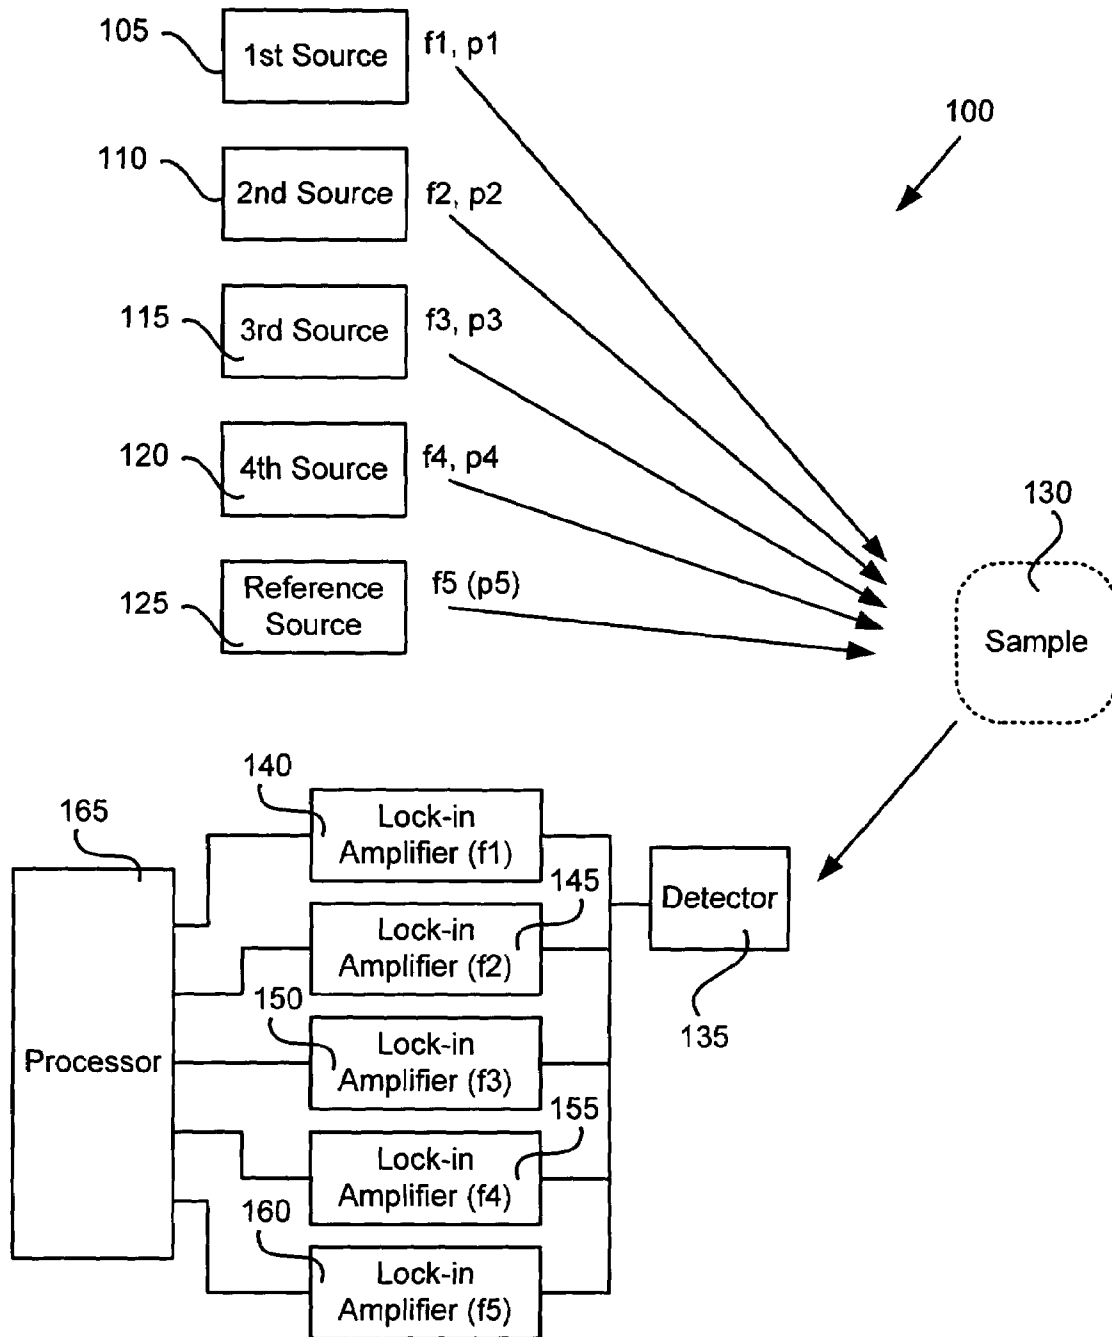 105
1st Source
f1, p1
100
110
2nd Source
f2, p2
115
3rd Source
f3, p3
120
4th Source
f4, p4
130
125
Reference
Source
f5 (p5)
Sample
140
165
Lock-in
Amplifier (f1)
145
Detector
Lock-in
Amplifier (f2)
150
135
Processor
Lock-in
Amplifier (f3)
155
Lock-in
Amplifier (f4)
160
Lock-in
Amplifier (f5)